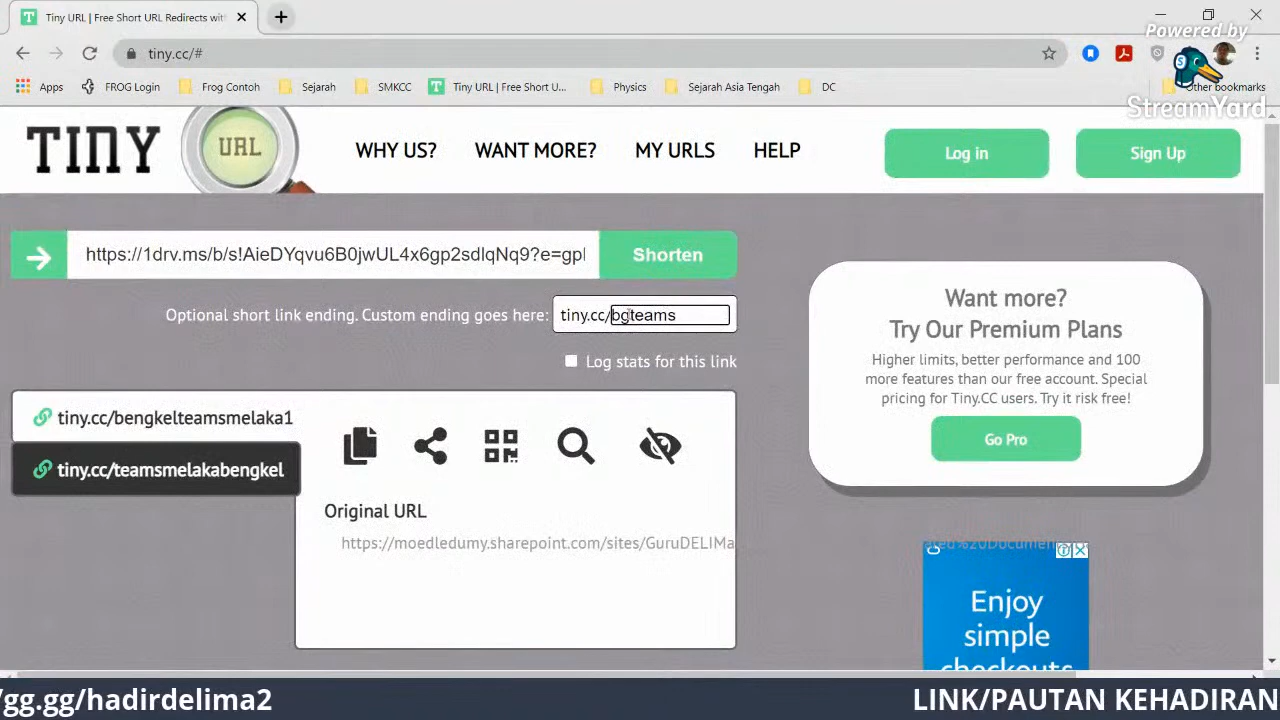 Tiny URL | Free Short URL Redirects wit
Powered by
tiny.cc/#
Apps
FROG Login
Frog Contoh
Sejarah
SMKCC
Tiny URL | Free Short U...
Physics
Sejarah Asia Tengah
DC
Other bookmarks
StreamYard
TINY
URL
WHY US?
WANT MORE?
MY URLS
HELP
Log in
Sign Up
https://1drv.ms/b/s!AieDYqvu6B0jwUL4x6gp2sdlqNq9?e=gpl
Shorten
Optional short link ending. Custom ending goes here:
tiny.cc/bgteams
Log stats for this link
tiny.cc/bengkelteamsmelaka1
tiny.cc/teamsmelakabengkel
Original URL
https://moedledumy.sharepoint.com/sites/GuruDELIMa
Want more?
Try Our Premium Plans
Higher limits, better performance and 100
more features than our free account. Special
pricing for Tiny.CC users. Try it risk free!
Go Pro
Enjoy
simple
checkouts
/gg.gg/hadirdelima2
LINK/PAUTAN KEHADIRAN